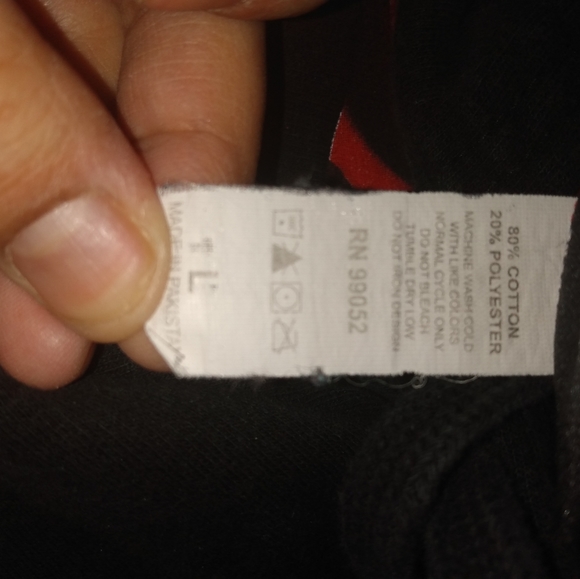 80% COTTON
20% POLYESTER
MACHINE WASH COLD
WITH LIKE COLORS
NORMAL CYCLE ONLY
DO NOT BLEACH
TUMBLE DRY LOW
DO NOT IRON DESIGN
RN 99052
L
MADE IN PAKISTAN